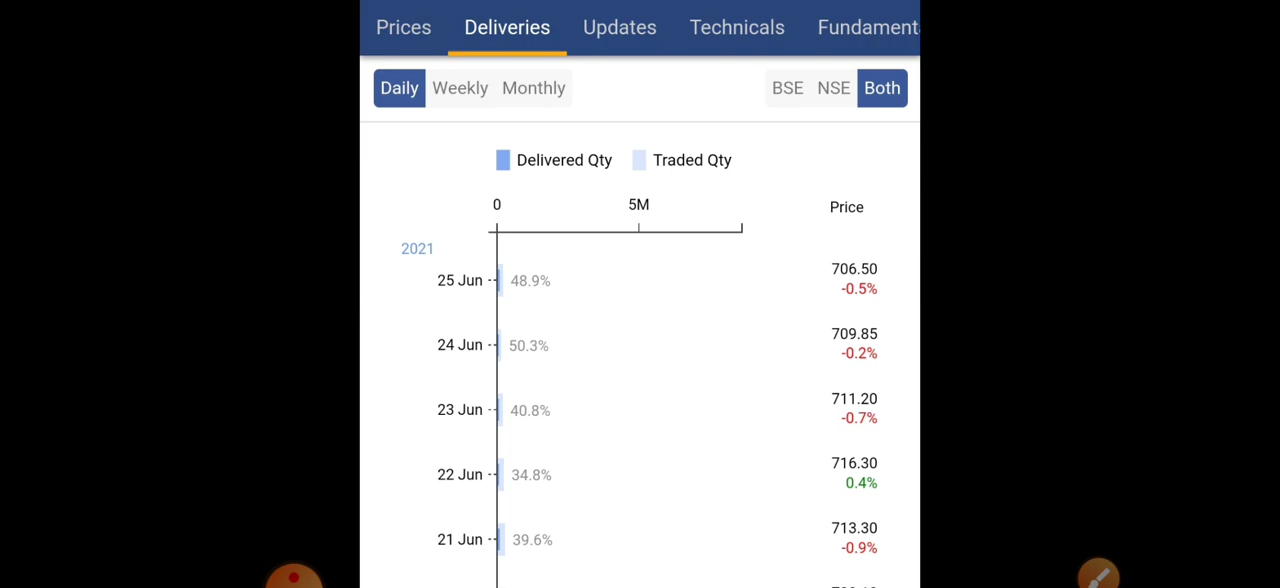 Prices Deliveries Updates Technicals Fundament
Daily Weekly Monthly BSE NSE Both
Delivered Qty Traded Qty
0 5M Price
2021
25 Jun 48.9% 706.50
-0.5%
24 Jun 50.3% 709.85
-0.2%
23 Jun 40.8% 711.20
-0.7%
22 Jun 34.8% 716.30
0.4%
21 Jun 39.6% 713.30
-0.9%